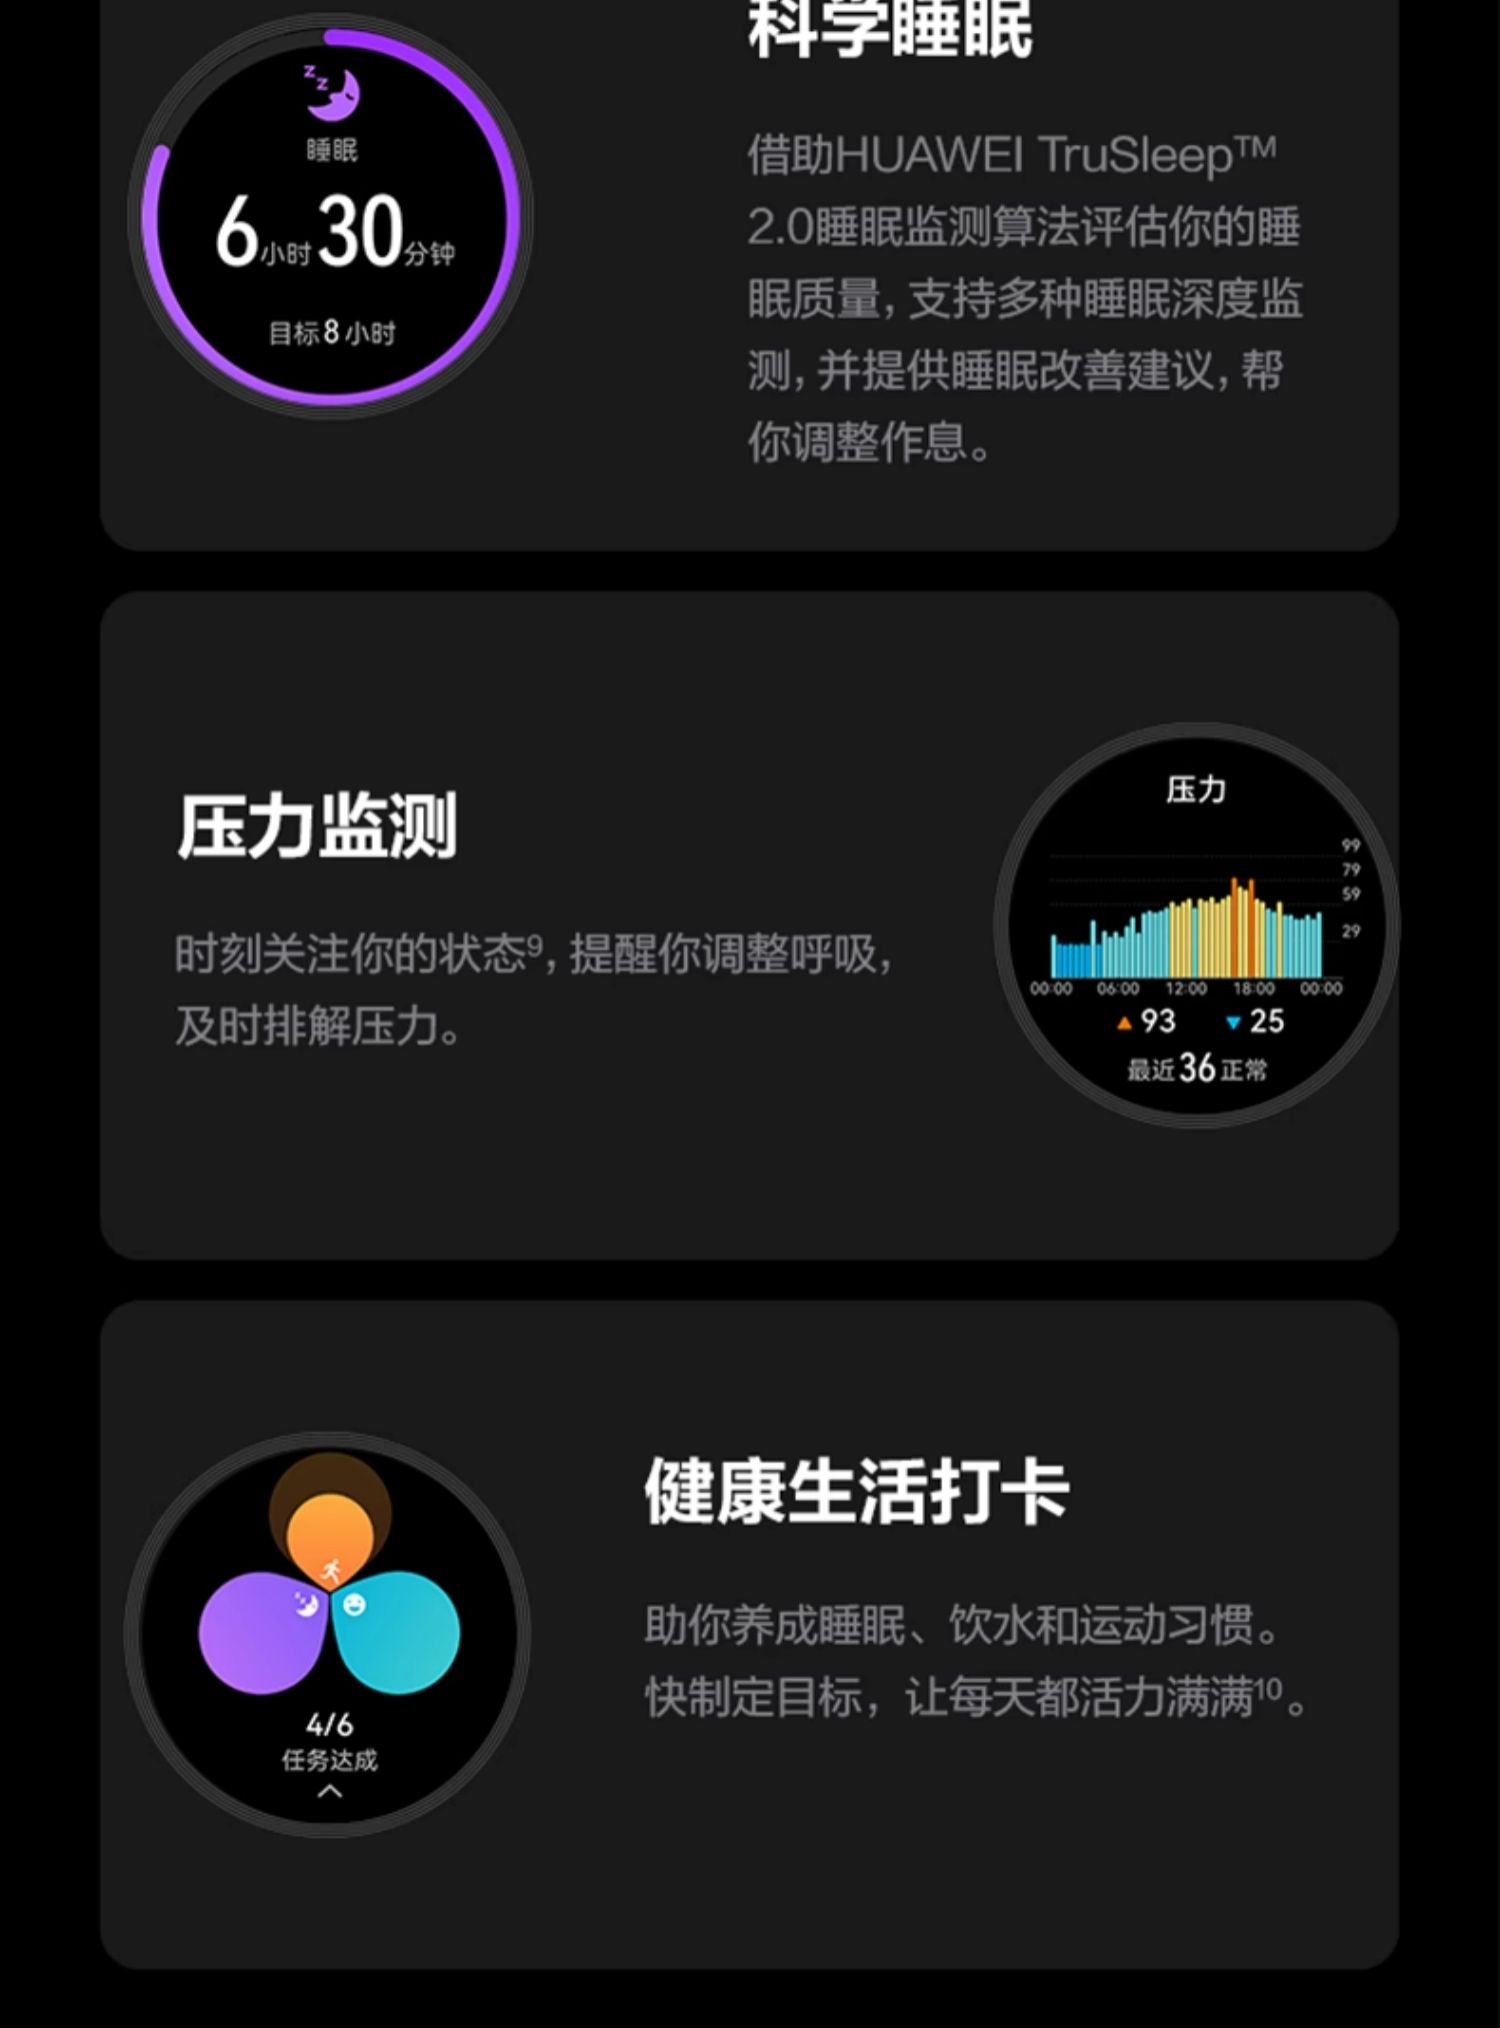 科学睡眠
睡眠
6小时30分钟
目标8小时
借助HUAWEI TruSleep™
2.0睡眠监测算法评估你的睡
眠质量, 支持多种睡眠深度监
测, 并提供睡眠改善建议, 帮
你调整作息。
压力监测
时刻关注你的状态⁹, 提醒你调整呼吸,
及时排解压力。
压力
99
79
59
29
00:00 06:00 12:00 18:00 00:00
▲ 93 ▼ 25
最近36正常
4/6
任务达成
健康生活打卡
助你养成睡眠、饮水和运动习惯。
快制定目标，让每天都活力满满¹⁰。